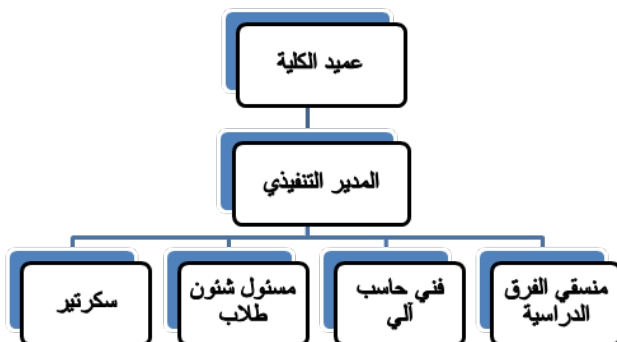 عميد الكلية
المدير التنفيذي
منسقي الفرق
الدراسية
فني حاسب
آلي
مسئول شئون
طلاب
سكرتير